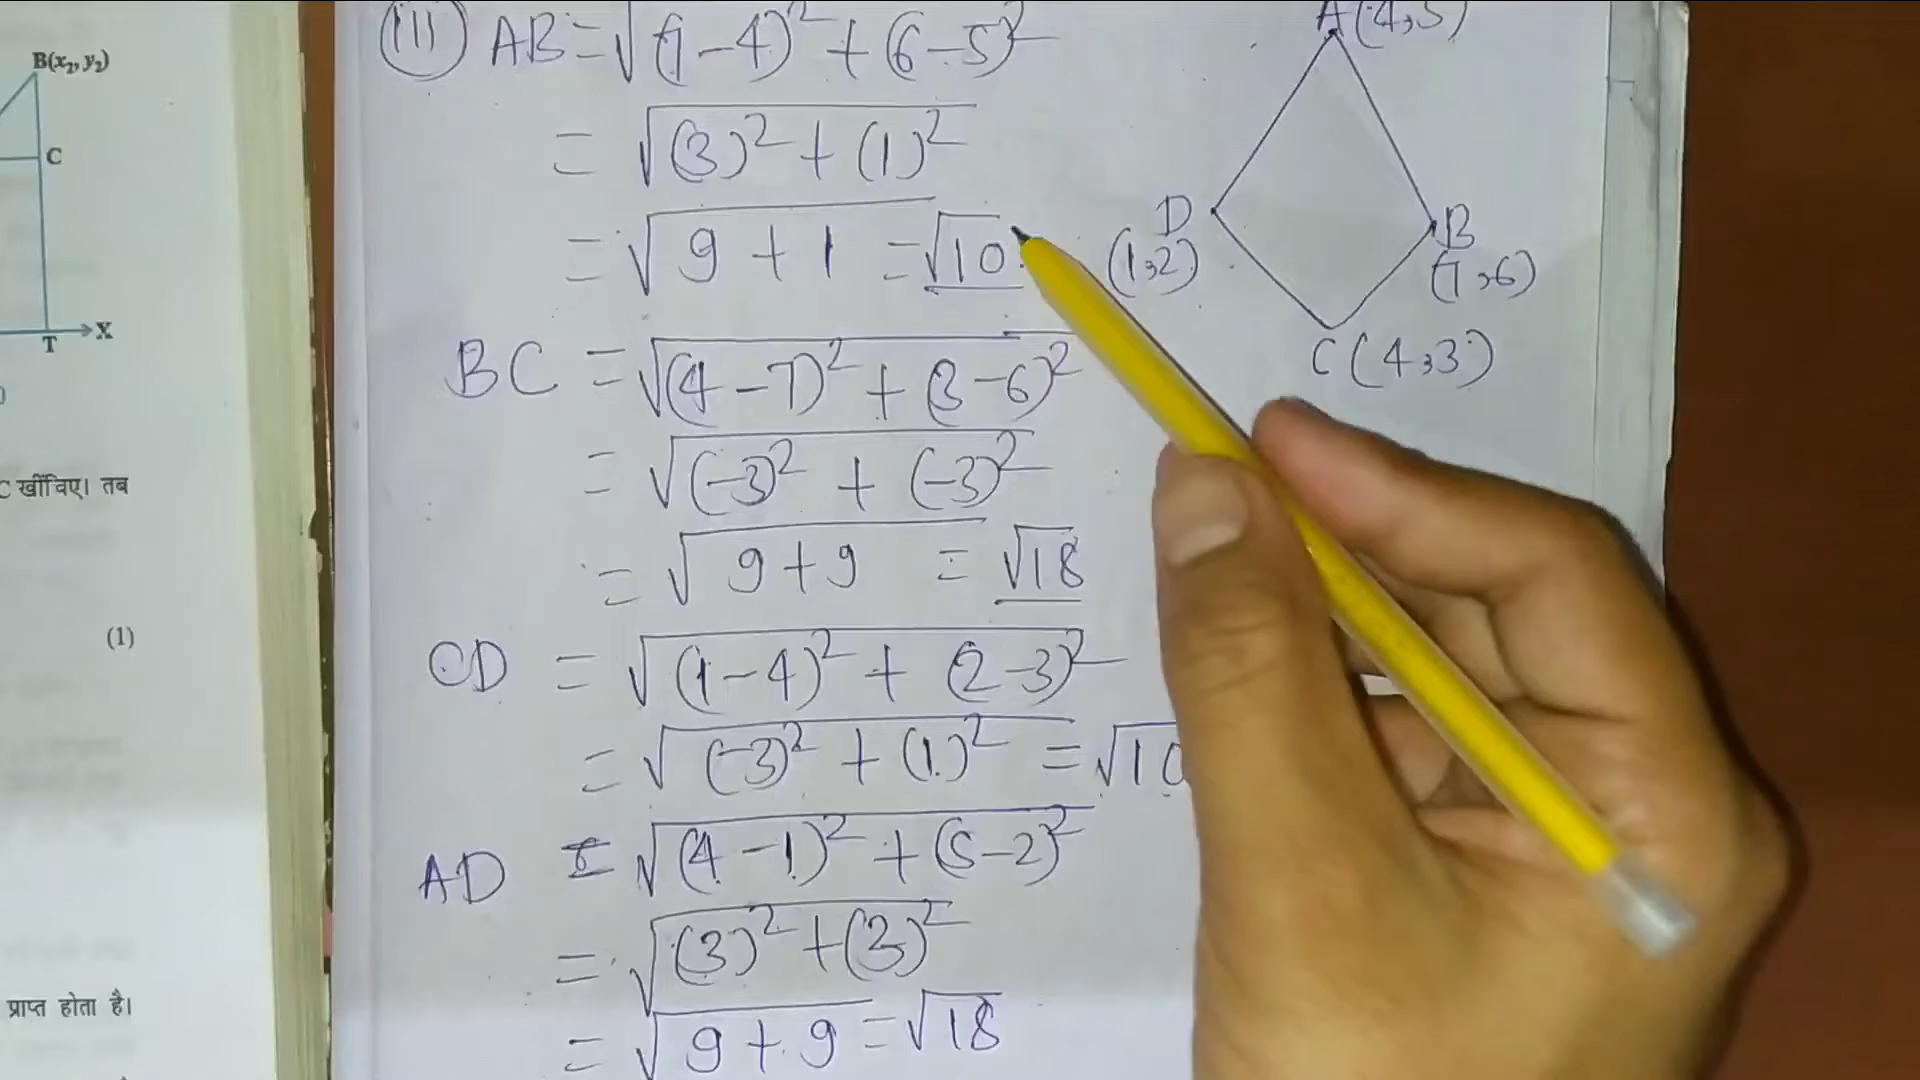 B(x₂, y₂)
C
T X
C खींचिए। तब
(1)
प्राप्त होता है।
(iii) AB = √(7-4)² + (6-5)²
= √(3)² + (1)²
= √9 + 1 = √10
BC = √(4-7)² + (3-6)²
= √(-3)² + (-3)²
= √9+9 = √18
CD = √(1-4)² + (2-3)²
= √(-3)² + (1)² = √10
AD = √(4-1)² + (5-2)²
= √(3)² + (3)²
= √9+9 = √18
A(4,5)
D
(1,2)
B
(7,6)
C(4,3)